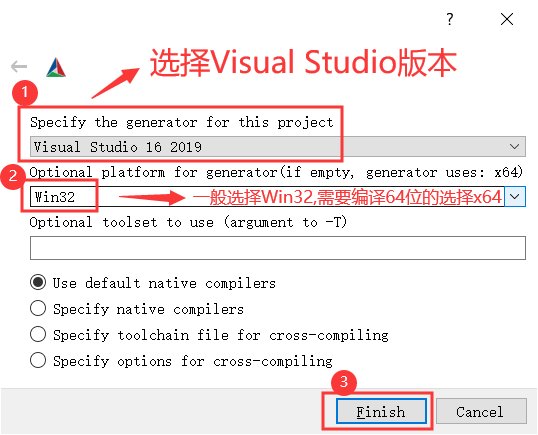 ?
选择Visual Studio版本
1
Specify the generator for this project
Visual Studio 16 2019
2
Optional platform for generator(if empty, generator uses: x64)
Win32
一般选择Win32,需要编译64位的选择x64
Optional toolset to use (argument to -T)
Use default native compilers
Specify native compilers
Specify toolchain file for cross-compiling
Specify options for cross-compiling
3
Finish
Cancel